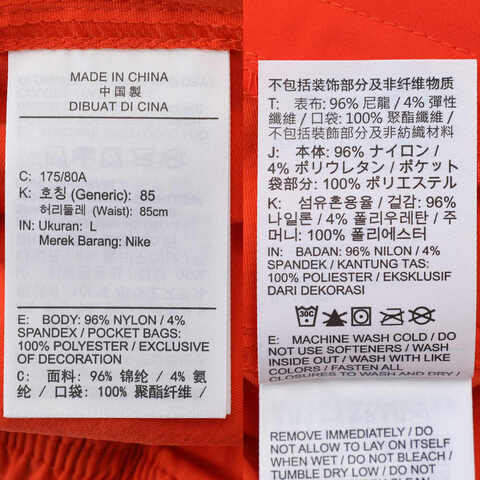 MADE IN CHINA
中 国 製
DIBUAT DI CINA
C: 175/80A
K: 호칭 (Generic): 85
허리둘레 (Waist): 85cm
IN: Ukuran: L
Merek Barang: Nike
E: BODY: 96% NYLON / 4%
SPANDEX / POCKET BAGS:
100% POLYESTER / EXCLUSIVE
OF DECORATION
C: 面料: 96% 锦纶 / 4% 氨
纶 / 口袋: 100% 聚酯纤维 /
不包括装饰部分及非纤维物质
T: 表布: 96% 尼龍 / 4% 彈性
纖維 / 口袋: 100% 聚酯纖維 /
不包括裝飾部分及非紡織材料
J: 本体: 96% ナイロン /
4% ポリウレタン / ポケット
袋部分: 100% ポリエステル
K: 섬유혼용율 / 겉감: 96%
나일론 / 4% 폴리우레탄 / 주
머니: 100% 폴리에스터
IN: BADAN: 96% NILON / 4%
SPANDEK / KANTUNG TAS:
100% POLIESTER / EKSKLUSIF
DARI DEKORASI
30C
E: MACHINE WASH COLD / DO
NOT USE SOFTENERS / WASH
INSIDE OUT / WASH WITH LIKE
COLORS / FASTEN ALL
CLOSURES TO WASH AND DRY /
REMOVE IMMEDIATELY / DO
NOT ALLOW TO LAY ON ITSELF
WHEN WET / DO NOT BLEACH /
TUMBLE DRY LOW / DO NOT